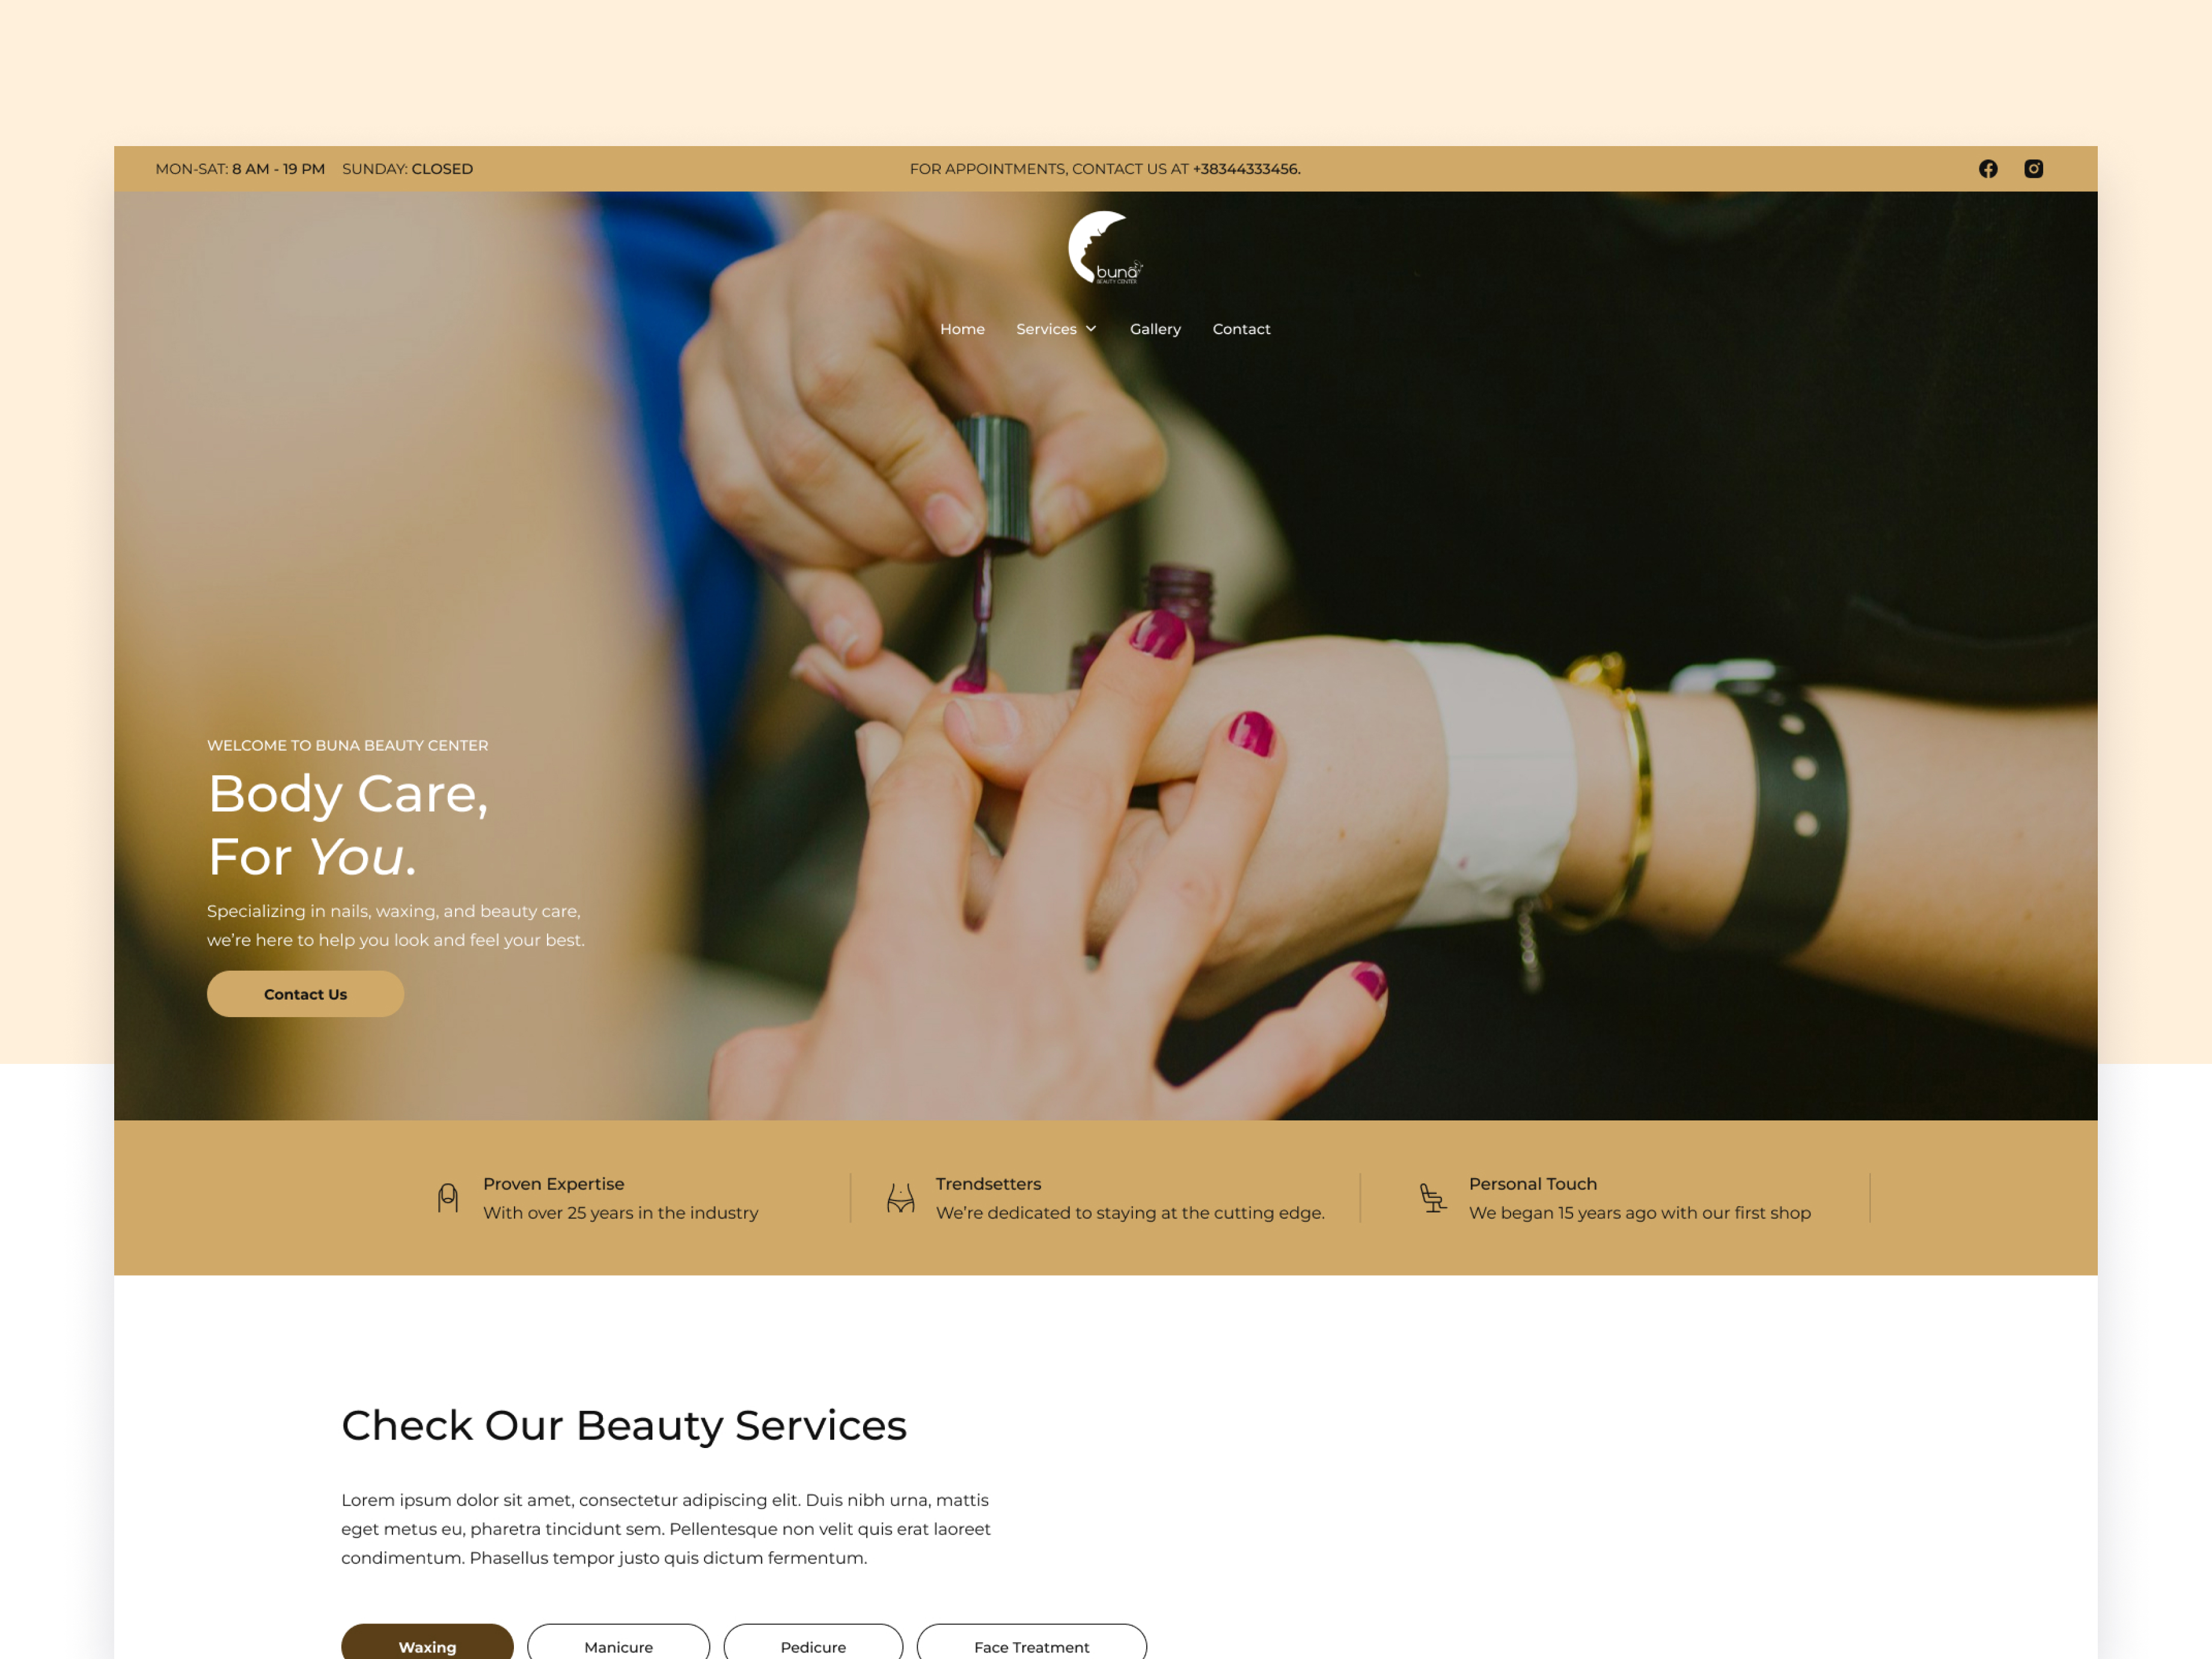 MON-SAT: 8 AM - 19 PM SUNDAY: CLOSED
FOR APPOINTMENTS, CONTACT US AT +38344333456.
buna
BEAUTY CENTER
Home Services Gallery Contact
WELCOME TO BUNA BEAUTY CENTER
Body Care,
For You.
Specializing in nails, waxing, and beauty care,
we’re here to help you look and feel your best.
Contact Us
Proven Expertise
With over 25 years in the industry
Trendsetters
We’re dedicated to staying at the cutting edge.
Personal Touch
We began 15 years ago with our first shop
Check Our Beauty Services
Lorem ipsum dolor sit amet, consectetur adipiscing elit. Duis nibh urna, mattis
eget metus eu, pharetra tincidunt sem. Pellentesque non velit quis erat laoreet
condimentum. Phasellus tempor justo quis dictum fermentum.
Waxing Manicure Pedicure Face Treatment